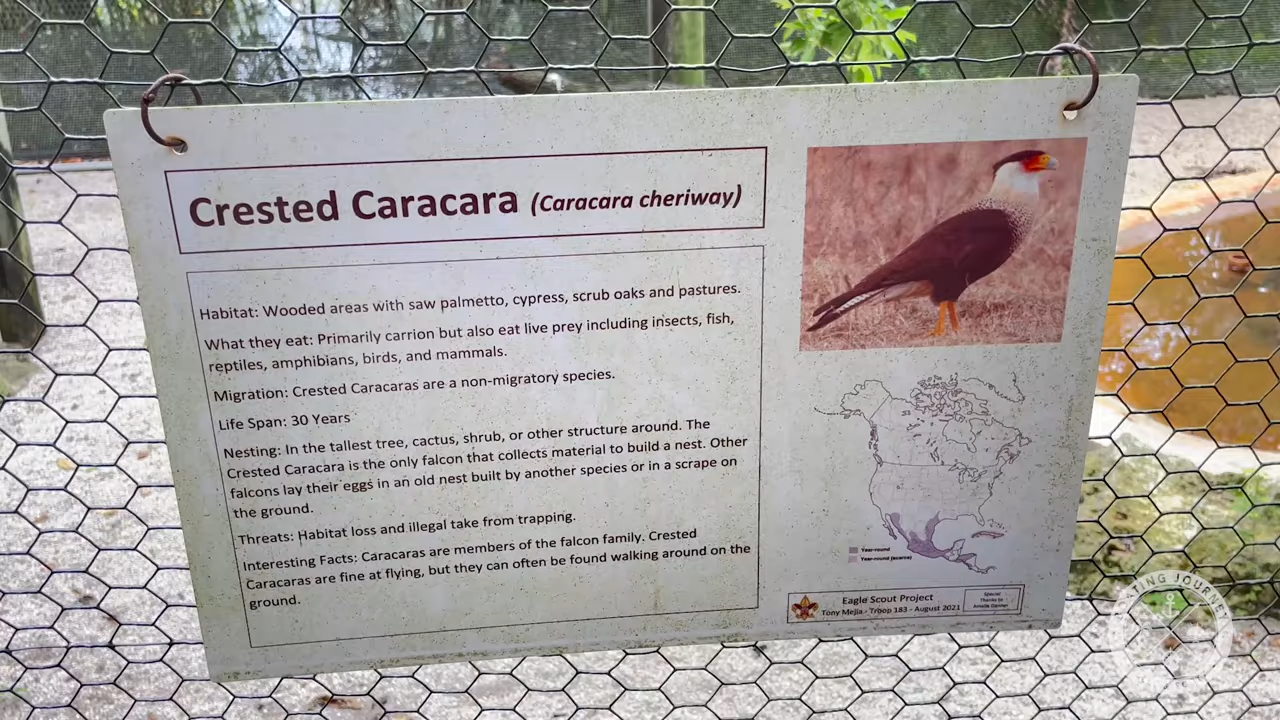 Crested Caracara (Caracara cheriway)
Habitat: Wooded areas with saw palmetto, cypress, scrub oaks and pastures.
What they eat: Primarily carrion but also eat live prey including insects, fish,
reptiles, amphibians, birds, and mammals.
Migration: Crested Caracaras are a non-migratory species.
Life Span: 30 Years
Nesting: In the tallest tree, cactus, shrub, or other structure around. The
Crested Caracara is the only falcon that collects material to build a nest. Other
falcons lay their eggs in an old nest built by another species or in a scrape on
the ground.
Threats: Habitat loss and illegal take from trapping.
Interesting Facts: Caracaras are members of the falcon family. Crested
Caracaras are fine at flying, but they can often be found walking around on the
ground.
Year-round
Year-round (scarce)
Eagle Scout Project
Tony Mejia - Troop 183 - August 2021
Special
Thanks to